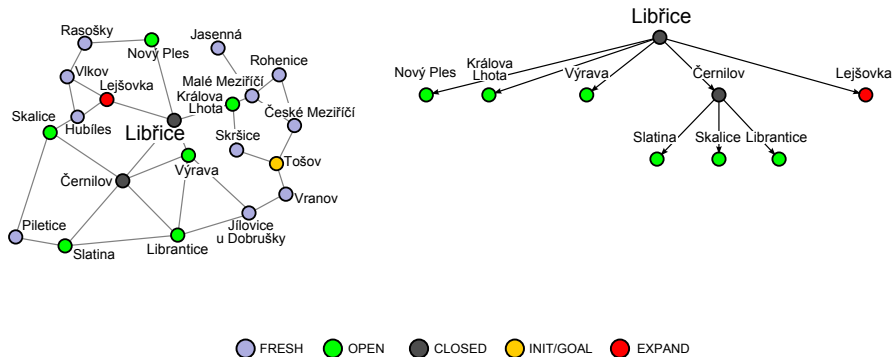 Rasošky
Jasenná
Nový Ples
Rohenice
Vlkov
Lejšovka
Malé Meziříčí
Králova
Lhota
České Meziříčí
Skalice
Hubíles
Libřice
Skršice
Tošov
Výrava
Černilov
Vranov
Piletice
Jílovice
u Dobrušky
Slatina
Librantice
Libřice
Nový Ples
Králova
Lhota
Výrava
Černilov
Lejšovka
Slatina
Skalice
Librantice
FRESH
OPEN
CLOSED
INIT/GOAL
EXPAND